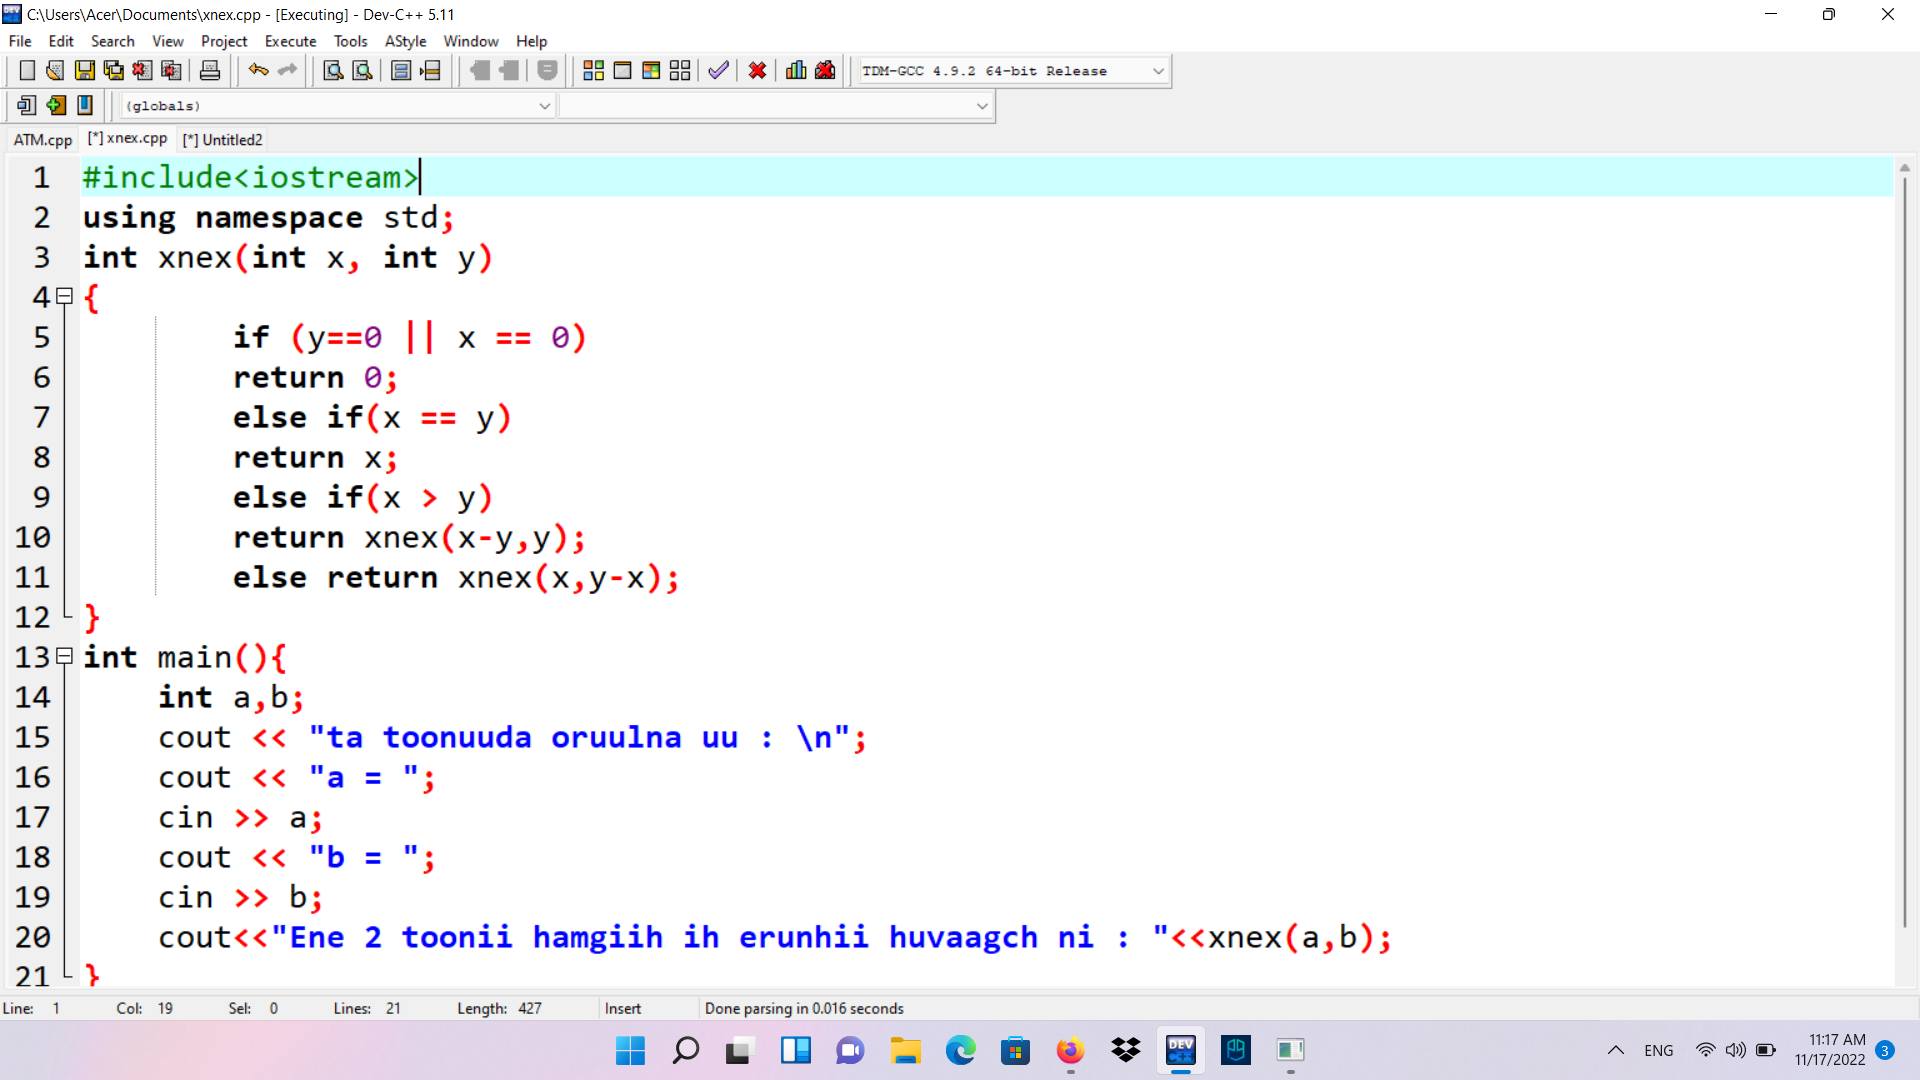 C:\Users\Acer\Documents\xnex.cpp - [Executing] - Dev-C++ 5.11
File Edit Search View Project Execute Tools AStyle Window Help
TDM-GCC 4.9.2 64-bit Release
(globals)
ATM.cpp [*] xnex.cpp [*] Untitled2
1 #include<iostream>
2 using namespace std;
3 int xnex(int x, int y)
4 {
5 if (y==0 || x == 0)
6 return 0;
7 else if(x == y)
8 return x;
9 else if(x > y)
10 return xnex(x-y,y);
11 else return xnex(x,y-x);
12 }
13 int main(){
14 int a,b;
15 cout << "ta toonuuda oruulna uu : \n";
16 cout << "a = ";
17 cin >> a;
18 cout << "b = ";
19 cin >> b;
20 cout<<"Ene 2 toonii hamgiih ih erunhii huvaagch ni : "<<xnex(a,b);
21 }
Line: 1 Col: 19 Sel: 0 Lines: 21 Length: 427 Insert Done parsing in 0.016 seconds
DEV C++
ENG
11:17 AM
11/17/2022
3